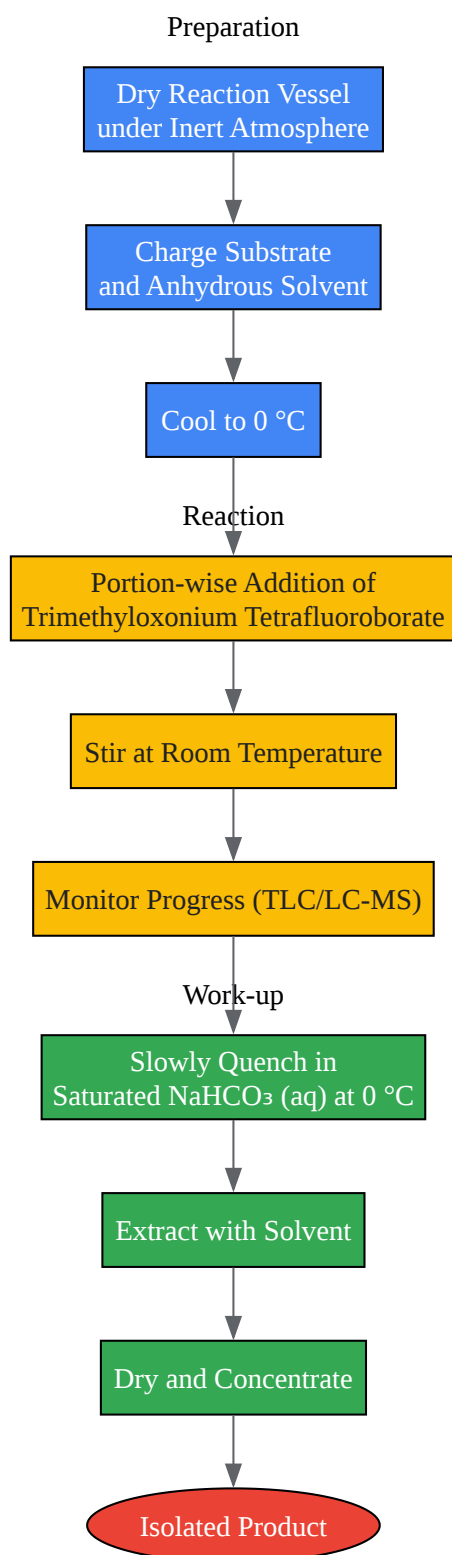 Preparation
Dry Reaction Vessel
under Inert Atmosphere
Charge Substrate
and Anhydrous Solvent
Cool to 0 °C
Reaction
Portion-wise Addition of
Trimethyloxonium Tetrafluoroborate
Stir at Room Temperature
Monitor Progress (TLC/LC-MS)
Work-up
Slowly Quench in
Saturated NaHCO₃ (aq) at 0 °C
Extract with Solvent
Dry and Concentrate
Isolated Product